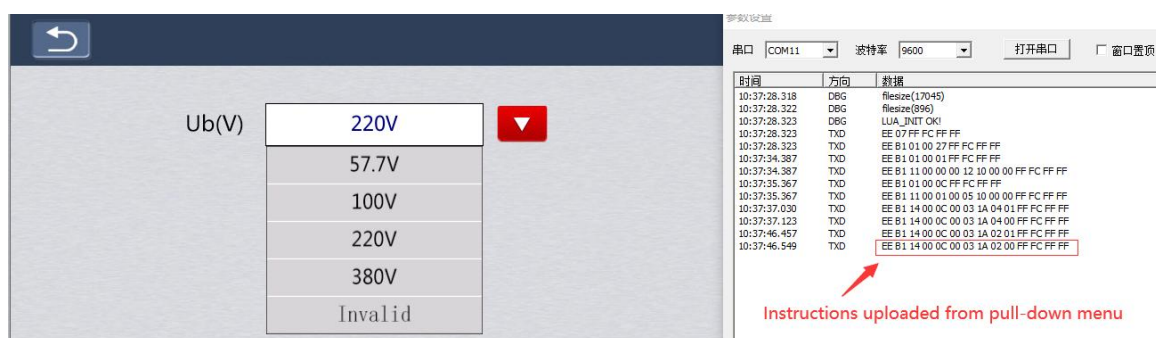 Ub(V)
220V
57.7V
100V
220V
380V
Invalid
参数设置
串口 COM11 波特率 9600 打开串口 窗口置顶
时间 方向 数据
10:37:28.318 DBG filesize(17045)
10:37:28.322 DBG filesize(896)
10:37:28.323 DBG LUA_INIT OK!
10:37:28.323 TXD EE 07 FF FC FF FF
10:37:28.323 TXD EE B1 01 00 27 FF FC FF FF
10:37:34.387 TXD EE B1 01 00 01 FF FC FF FF
10:37:34.387 TXD EE B1 11 00 00 00 12 10 00 00 FF FC FF FF
10:37:35.367 TXD EE B1 01 00 0C FF FC FF FF
10:37:35.367 TXD EE B1 11 00 01 00 05 10 00 00 FF FC FF FF
10:37:37.030 TXD EE B1 14 00 0C 00 03 1A 04 01 FF FC FF FF
10:37:37.123 TXD EE B1 14 00 0C 00 03 1A 04 00 FF FC FF FF
10:37:46.457 TXD EE B1 14 00 0C 00 03 1A 02 01 FF FC FF FF
10:37:46.549 TXD EE B1 14 00 0C 00 03 1A 02 00 FF FC FF FF
Instructions uploaded from pull-down menu